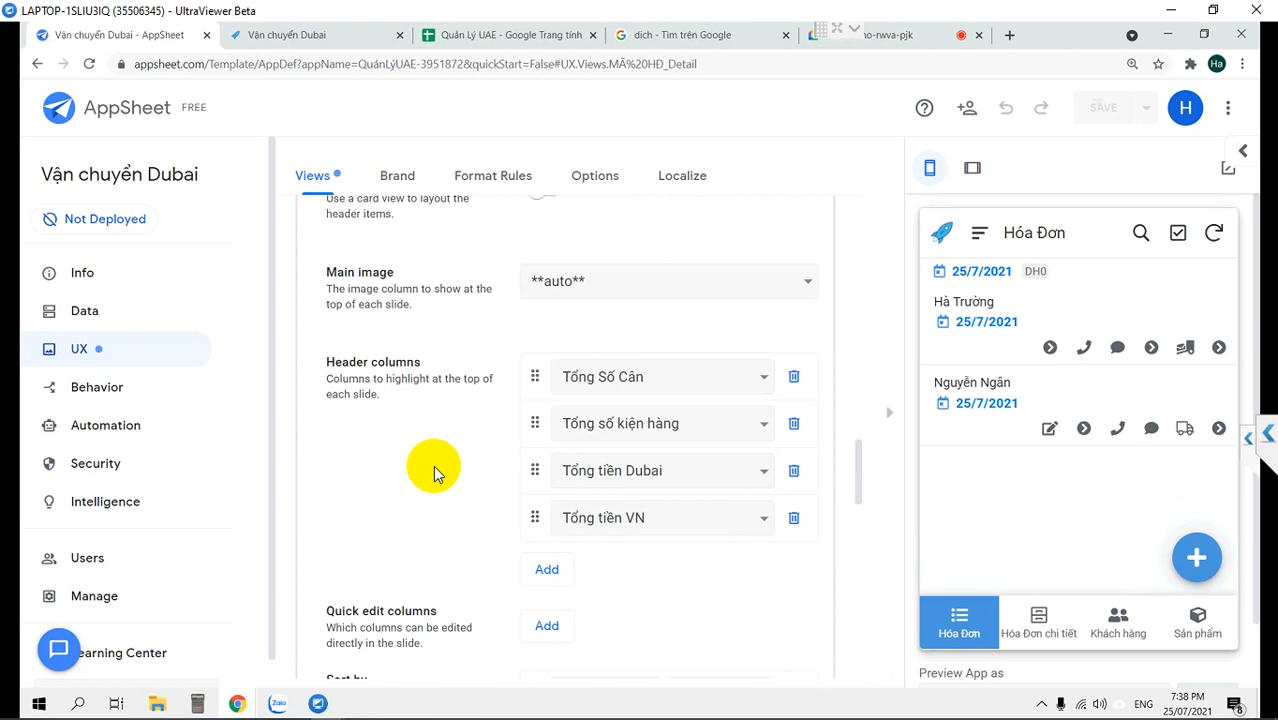 LAPTOP-1SLIU3IQ (35506345) - UltraViewer Beta
Vận chuyển Dubai - AppSheet
Vận chuyển Dubai
Quản Lý UAE - Google Trang tính
dich - Tìm trên Google
no-rwva-pjk
appsheet.com/Template/AppDef?appName=QuảnLýUAE-3951872&quickStart=False#UX.Views.MÃ%20HĐ_Detail
Ha
AppSheet FREE
SAVE
H
Vận chuyển Dubai
Not Deployed
Info
Data
UX
Behavior
Automation
Security
Intelligence
Users
Manage
earning Center
Views
Brand
Format Rules
Options
Localize
Use a card view to layout the
header items.
Main image
The image column to show at the
top of each slide.
**auto**
Header columns
Columns to highlight at the top of
each slide.
Tổng Số Cân
Tổng số kiện hàng
Tổng tiền Dubai
Tổng tiền VN
Add
Quick edit columns
Which columns can be edited
directly in the slide.
Add
Sort by
Hóa Đơn
25/7/2021 DH0
Hà Trường
25/7/2021
Nguyễn Ngân
25/7/2021
Hóa Đơn
Hóa Đơn chi tiết
Khách hàng
Sản phẩm
Preview App as
Zalo
ENG
7:38 PM
25/07/2021
8